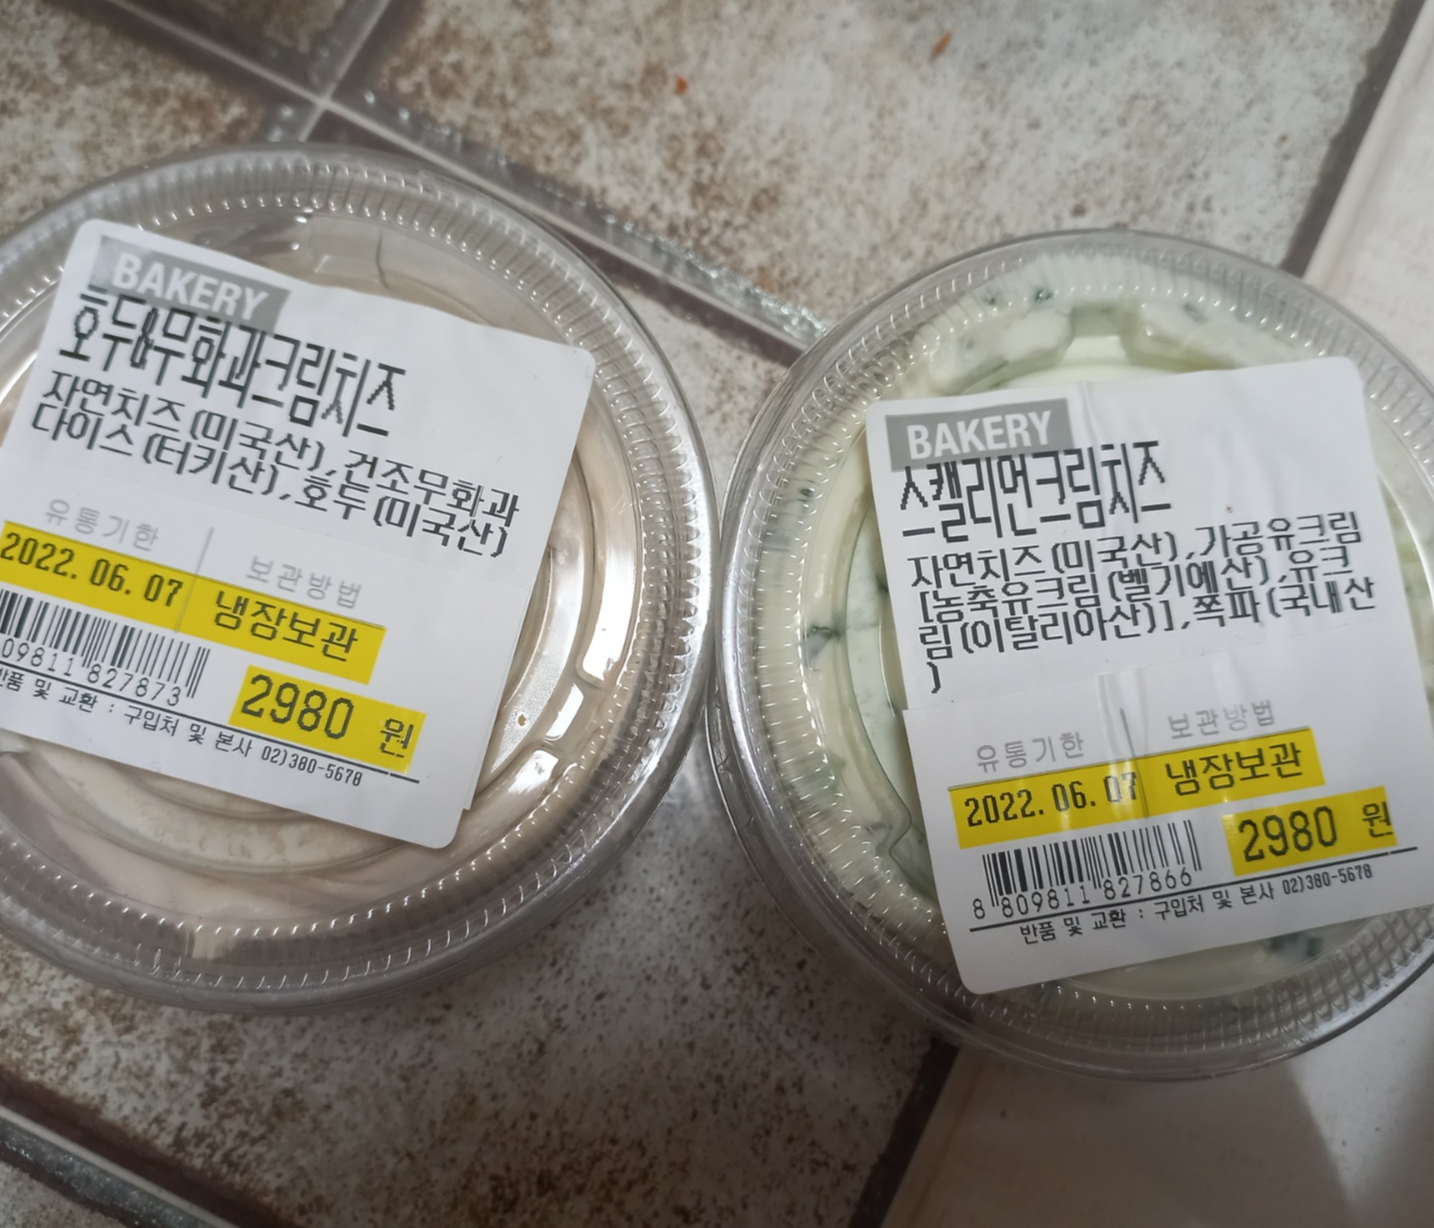 BAKERY
호두&무화과크림치즈
자연치즈(미국산),건조무화과
다이스(터키산),호두(미국산)
유통기한
보관방법
2022. 06. 07
냉장보관
09811 827873
2980 원
반품 및 교환 : 구입처 및 본사 02)380-5678
BAKERY
스캘리언크림치즈
자연치즈(미국산),가공유크림
[농축유크림(벨기에산),유크
림(이탈리아산)],쪽파(국내산
)
유통기한
보관방법
2022. 06. 07
냉장보관
8 809811 827866
2980 원
반품 및 교환 : 구입처 및 본사 02)380-5678